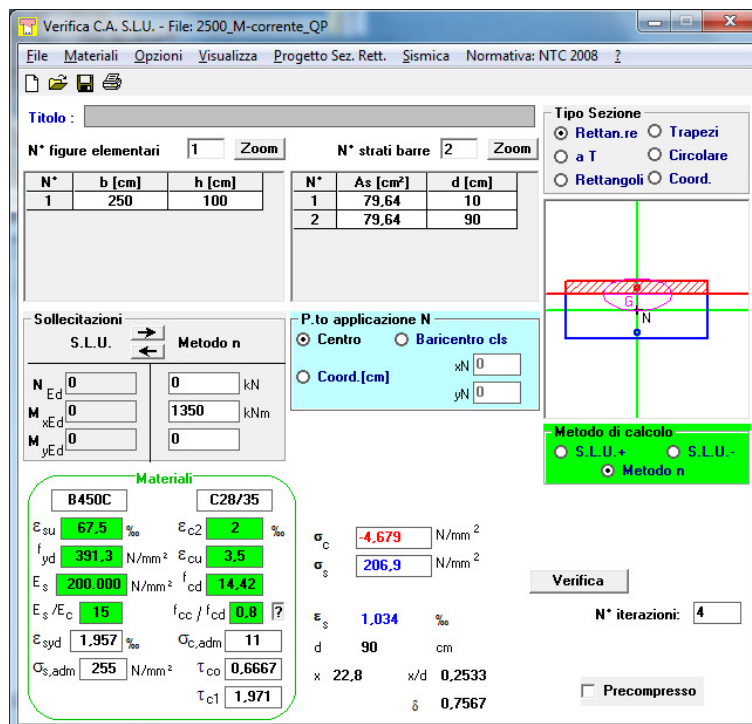 Verifica C.A. S.L.U. - File: 2500_M-corrente_QP
File Materiali Opzioni Visualizza Progetto Sez. Rett. Sismica Normativa: NTC 2008 ?
Titolo :
N° figure elementari 1 Zoom N° strati barre 2 Zoom
N° b [cm] h [cm]
1 250 100
N° As [cm²] d [cm]
1 79,64 10
2 79,64 90
Tipo Sezione
Rettan.re Trapezi
a T Circolare
Rettangoli Coord.
G
N
Sollecitazioni
S.L.U. Metodo n
N Ed 0 0 kN
M xEd 0 1350 kNm
M yEd 0 0
P.to applicazione N
Centro Baricentro cls
Coord.[cm] xN 0
yN 0
Metodo di calcolo
S.L.U.+ S.L.U.-
Metodo n
Materiali
B450C C28/35
εsu 67,5 ‰ εc2 2 ‰
fyd 391,3 N/mm² εcu 3,5
Es 200.000 N/mm² fcd 14,42
Es/Ec 15 fcc / fcd 0,8 ?
εsyd 1,957 ‰ σc,adm 11
σs,adm 255 N/mm² τco 0,6667
τc1 1,971
σc -4,679 N/mm²
σs 206,9 N/mm²
εs 1,034 ‰
d 90 cm
x 22,8 x/d 0,2533
δ 0,7567
Verifica
N° iterazioni: 4
Precompresso